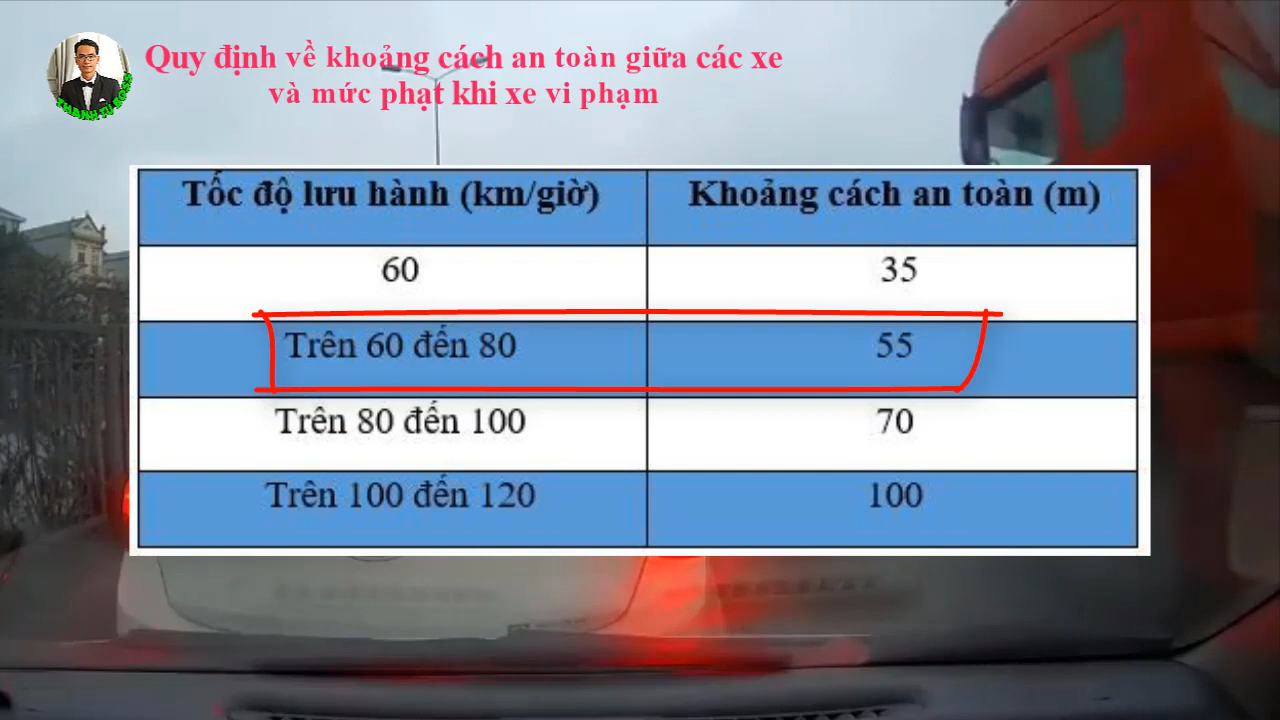 Quy định về khoảng cách an toàn giữa các xe
và mức phạt khi xe vi phạm
Tốc độ lưu hành (km/giờ) Khoảng cách an toàn (m)
60 35
Trên 60 đến 80 55
Trên 80 đến 100 70
Trên 100 đến 120 100